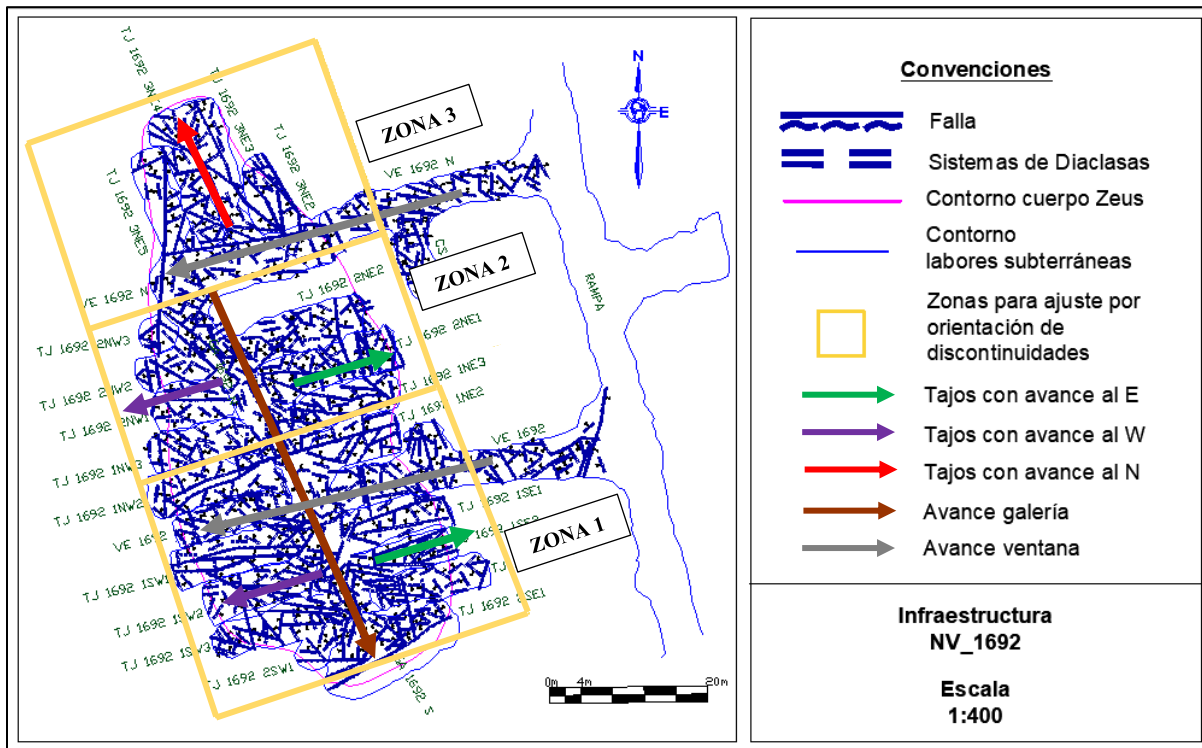 TJ 1692 3NE4
TJ 1692 3NE3
TJ 1692 3NE2
TJ 1692 3NE5
ZONA 3
VE 1692 N
N
E
VE 1692 N
ZONA 2
TJ 1692 2NE2
RAMPA
TJ 1692 2NW3
TJ 1692 2NE1
TJ 1692 2NW2
TJ 1692 1NE3
TJ 1692 2NW1
TJ 1692 1NE2
TJ 1692 1NW3
VE 1692
TJ 1692 1NW2
TJ 1692 1SE1
VE 1692
ZONA 1
TJ 1692 1SW1
TJ
TJ 1692 1SW2
TJ 1692 2SE1
TJ 1692 1SW3
TJ 1692 2SW1
1692 S
0m 4m 20m
Convenciones
Falla
Sistemas de Diaclasas
Contorno cuerpo Zeus
Contorno
labores subterráneas
Zonas para ajuste por
orientación de
discontinuidades
Tajos con avance al E
Tajos con avance al W
Tajos con avance al N
Avance galería
Avance ventana
Infraestructura
NV_1692
Escala
1:400